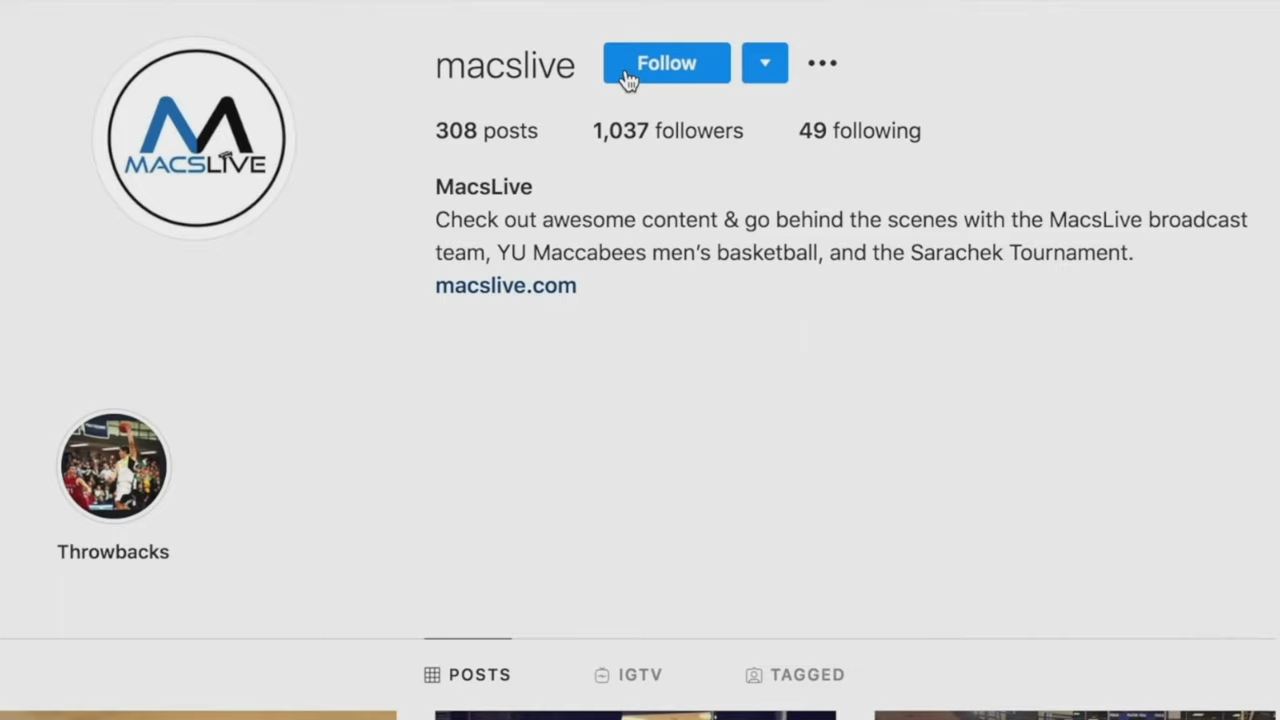 macslive
Follow
308 posts
1,037 followers
49 following
MACSLIVE
MacsLive
Check out awesome content & go behind the scenes with the MacsLive broadcast
team, YU Maccabees men's basketball, and the Sarachek Tournament.
macslive.com
Throwbacks
POSTS
IGTV
TAGGED